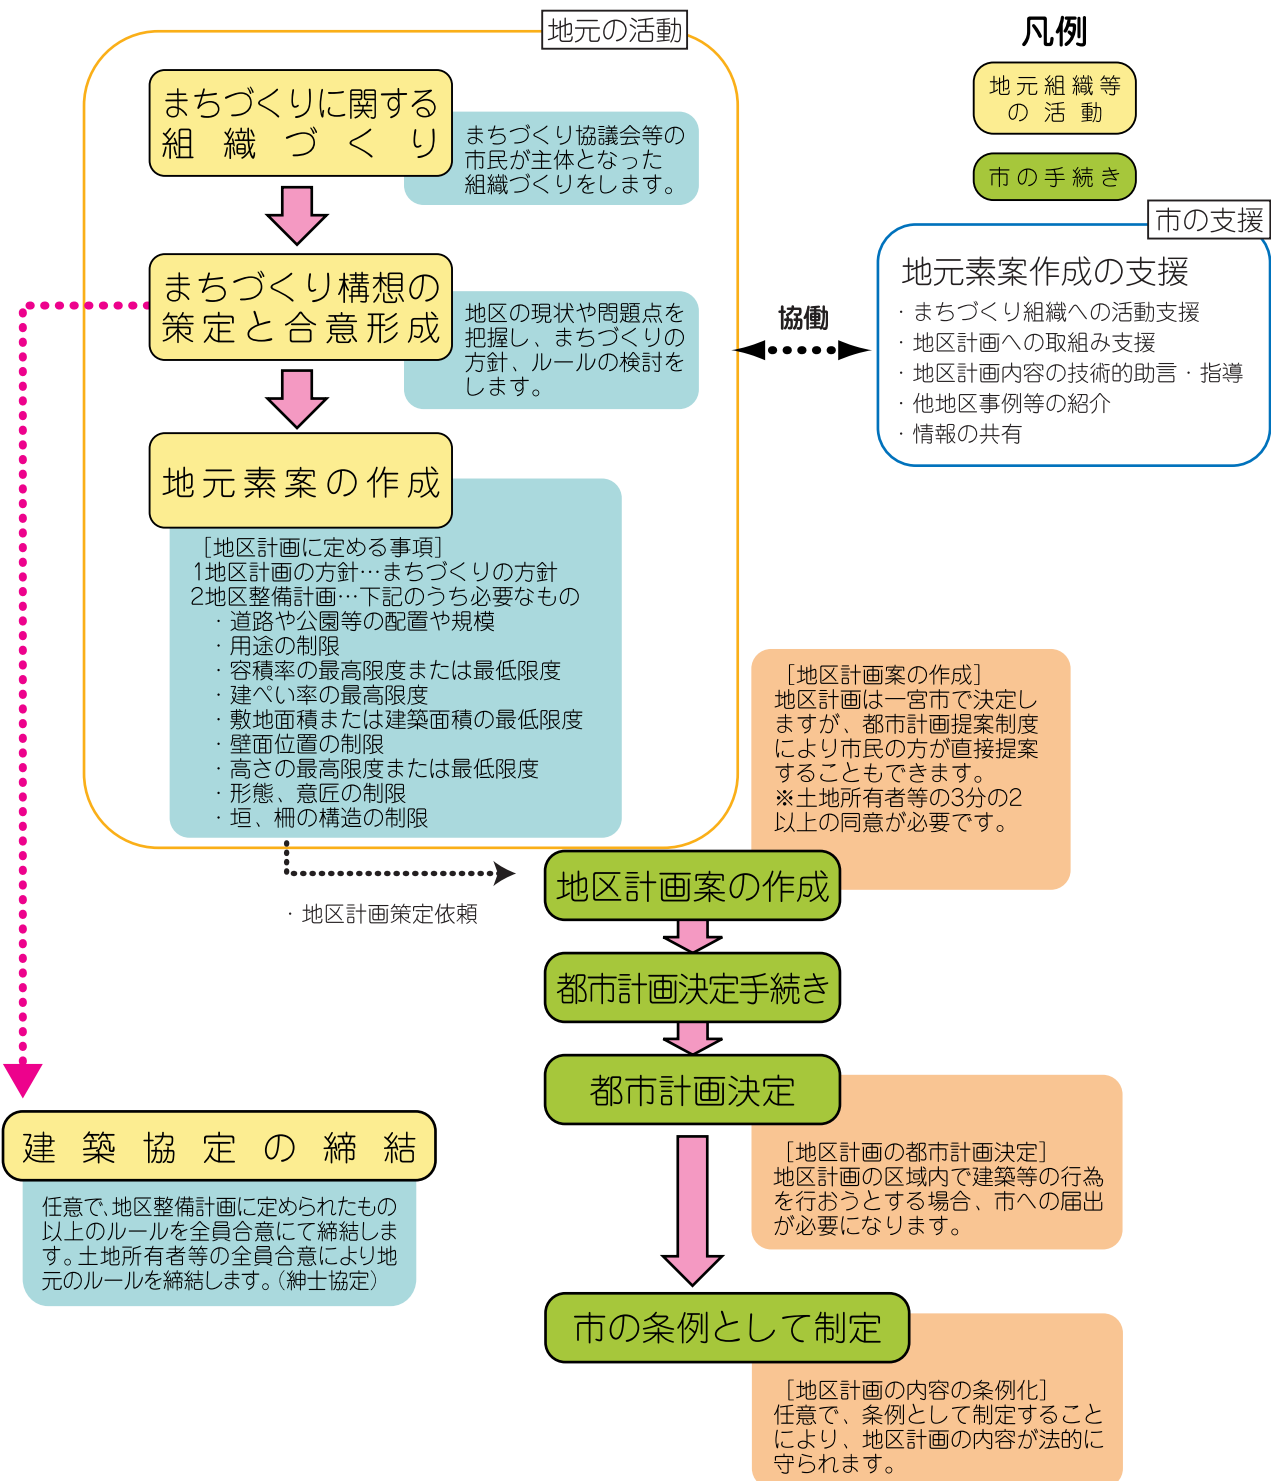 地元の活動
まちづくりに関する
組織づくり
まちづくり協議会等の
市民が主体となった
組織づくりをします。
まちづくり構想の
策定と合意形成
地区の現状や問題点を
把握し、まちづくりの
方針、ルールの検討を
します。
地元素案の作成
［地区計画に定める事項］
1地区計画の方針…まちづくりの方針
2地区整備計画…下記のうち必要なもの
・道路や公園等の配置や規模
・用途の制限
・容積率の最高限度または最低限度
・建ぺい率の最高限度
・敷地面積または建築面積の最低限度
・壁面位置の制限
・高さの最高限度または最低限度
・形態、意匠の制限
・垣、柵の構造の制限
凡例
地元組織等
の活動
市の手続き
協働
市の支援
地元素案作成の支援
・まちづくり組織への活動支援
・地区計画への取組み支援
・地区計画内容の技術的助言・指導
・他地区事例等の紹介
・情報の共有
・地区計画策定依頼
［地区計画案の作成］
地区計画は一宮市で決定し
ますが、都市計画提案制度
により市民の方が直接提案
することもできます。
※土地所有者等の3分の2
以上の同意が必要です。
地区計画案の作成
都市計画決定手続き
都市計画決定
［地区計画の都市計画決定］
地区計画の区域内で建築等の行為
を行おうとする場合、市への届出
が必要になります。
建築協定の締結
任意で、地区整備計画に定められたもの
以上のルールを全員合意にて締結しま
す。土地所有者等の全員合意により地
元のルールを締結します。（紳士協定）
市の条例として制定
［地区計画の内容の条例化］
任意で、条例として制定すること
により、地区計画の内容が法的に
守られます。